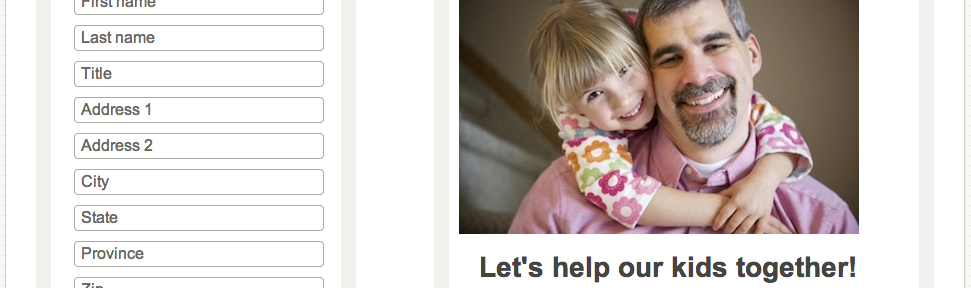 First name
Last name
Title
Address 1
Address 2
City
State
Province
Zip
Let's help our kids together!